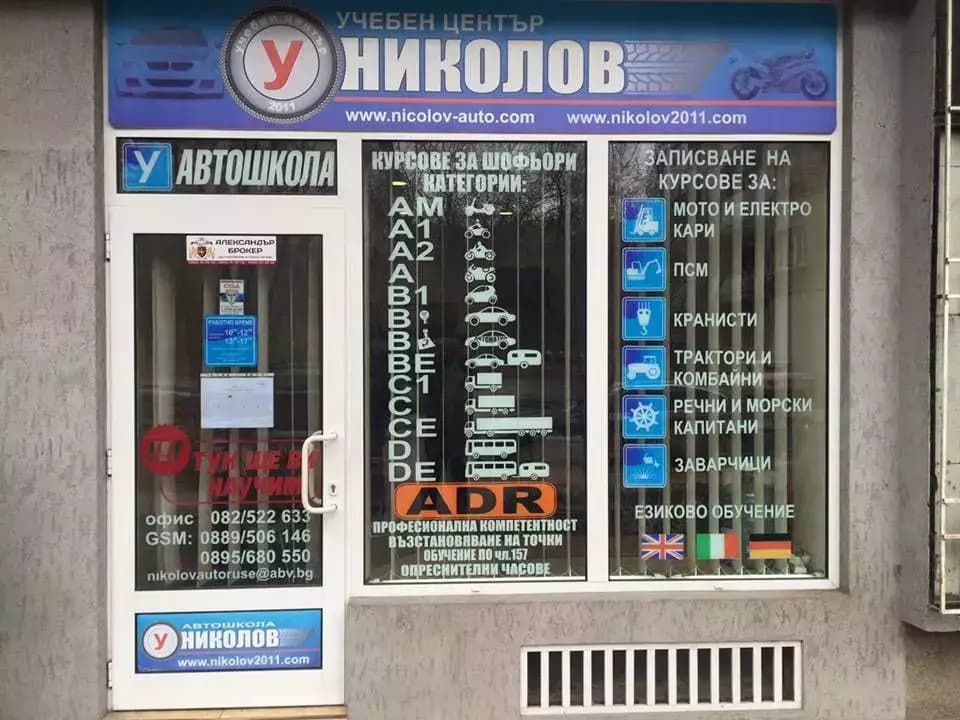 УЧЕБЕН ЦЕНТЪР
НИКОЛОВ
УЧЕБЕН ЦЕНТЪР
У
2011
www.nicolov-auto.com www.nikolov2011.com
У АВТОШКОЛА
АЛЕКСАНДЪР
БРОКЕР
РАБОТНО ВРЕМЕ
ТУК ЩЕ ВИ
НАУЧИМ
офис 082/522 633
GSM: 0889/506 146
0895/680 550
nikolovautoruse@abv.bg
АВТОШКОЛА
У НИКОЛОВ
www.nikolov2011.com
КУРСОВЕ ЗА ШОФЬОРИ
КАТЕГОРИИ:
AM
A1
A2
A
B1
B
B
BE
C1
C
CE
D
DE
ADR
ПРОФЕСИОНАЛНА КОМПЕТЕНТНОСТ
ВЪЗСТАНОВЯВАНЕ НА ТОЧКИ
ОБУЧЕНИЕ ПО чл.157
ОПРЕСНИТЕЛНИ ЧАСОВЕ
ЗАПИСВАНЕ НА
КУРСОВЕ ЗА:
МОТО И ЕЛЕКТРО
КАРИ
ПСМ
КРАНИСТИ
ТРАКТОРИ И
КОМБАЙНИ
РЕЧНИ И МОРСКИ
КАПИТАНИ
ЗАВАРЧИЦИ
ЕЗИКОВО ОБУЧЕНИЕ